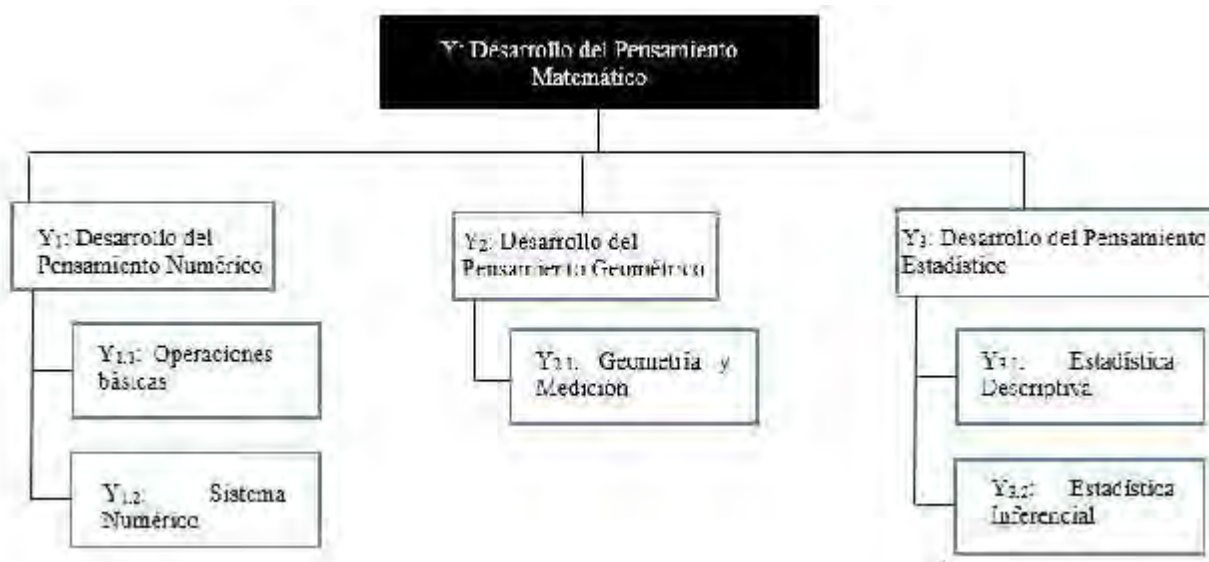 Y: Desarrollo del Pensamiento
Matemático
Y1: Desarrollo del
Pensamiento Numérico
Y1.1: Operaciones
básicas
Y1.2: Sistema
Numérico
Y2: Desarrollo del
Pensamiento Geométrico
Y2.1. Geometría y
Medición
Y3: Desarrollo del Pensamiento
Estadístico
Y3.1: Estadística
Descriptiva
Y3.2: Estadística
Inferencial